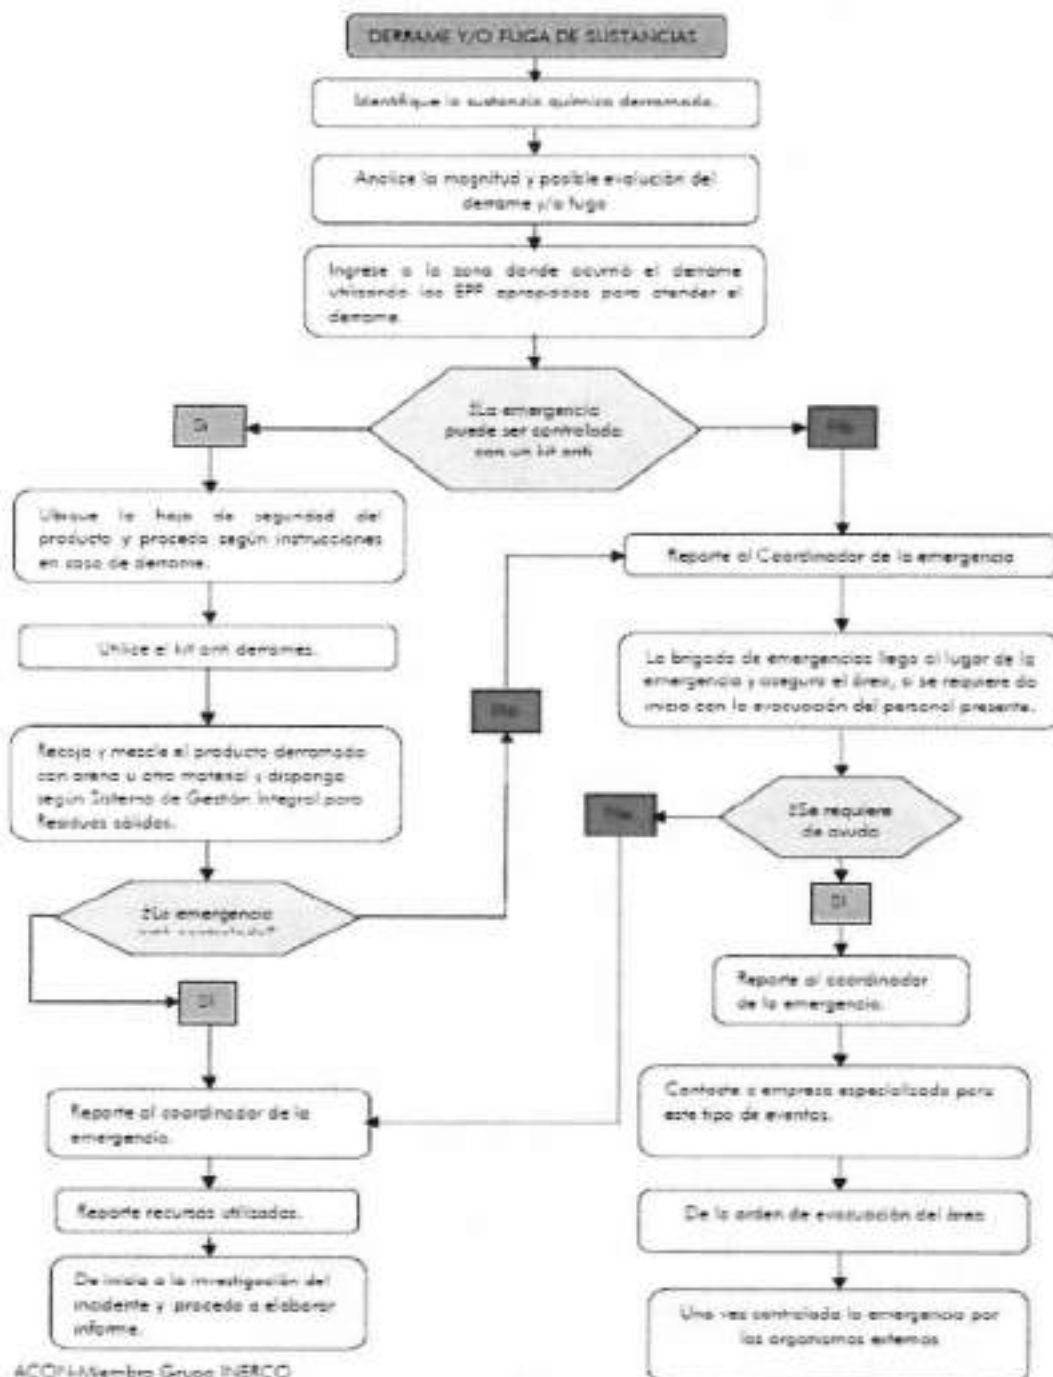 DERRAME Y/O FUGA DE SUSTANCIAS
Identifique la sustancia química derramada.
Analice la magnitud y posible evolución del
derrame y/o fuga
Ingrese a la zona donde ocurrió el derrame
utilizando los EPP apropiados para atender el
derrame.
¿La emergencia
puede ser controlada
con un kit anti
Si
No
Ubique la hoja de seguridad del
producto y proceda según instrucciones
en caso de derrame.
Reporte al Coordinador de la emergencia
Utilice el kit anti derrames.
La brigada de emergencias llega al lugar de la
emergencia y asegura el área, si se requiere da
inicio con la evacuación del personal presente.
No
Recoja y mezcle el producto derramado
con arena u otro material y disponga
según Sistema de Gestión Integral para
Residuos sólidos.
No
¿Se requiere
de ayuda
¿La emergencia
está controlada?
SI
SI
Reporte al coordinador
de la emergencia.
Reporte al coordinador de la
emergencia.
Contacte a empresa especializada para
este tipo de eventos.
Reporte recursos utilizados.
De la orden de evacuación del área
De inicio a la investigación del
incidente y proceda a elaborar
informe.
Una vez controlada la emergencia por
los organismos externos
ACON-Miembro Grupo INERCO